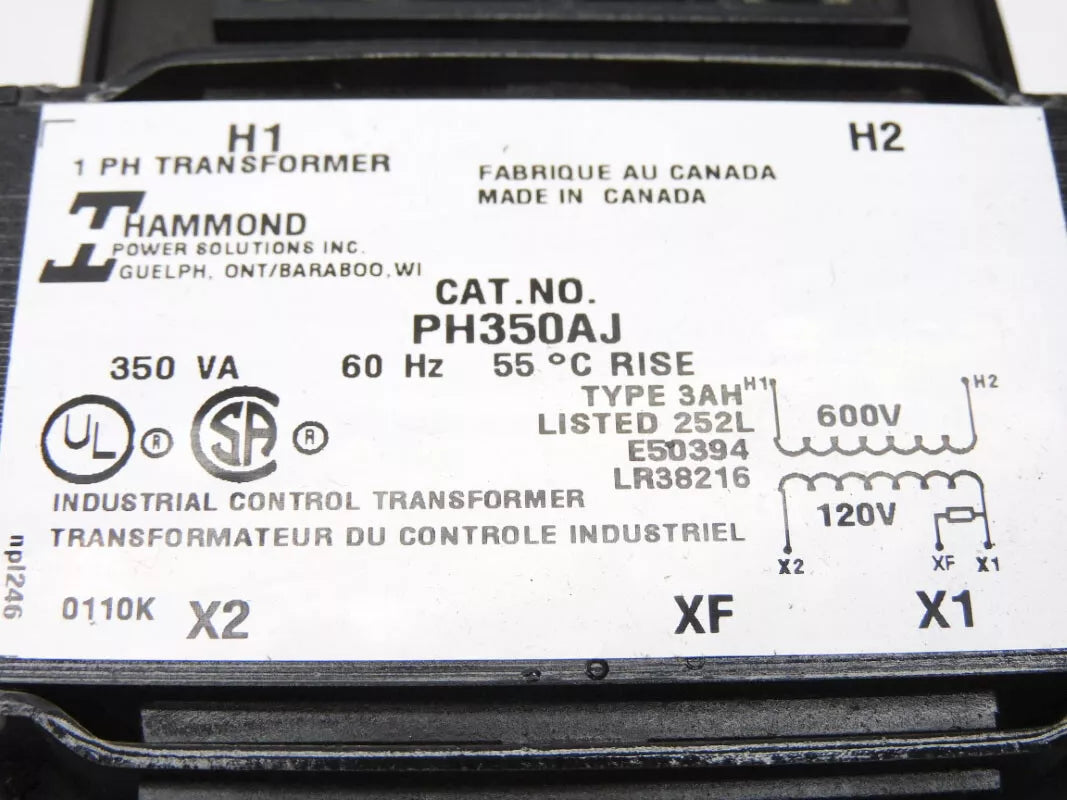 H1
H2
1 PH TRANSFORMER
FABRIQUE AU CANADA
MADE IN CANADA
HAMMOND
POWER SOLUTIONS INC.
GUELPH, ONT/BARABOO,WI
CAT.NO.
PH350AJ
350 VA 60 Hz 55 °C RISE
TYPE 3AH
LISTED 252L
E50394
LR38216
H1 H2
600V
120V
X2 XF X1
UL ® SA ®
INDUSTRIAL CONTROL TRANSFORMER
TRANSFORMATEUR DU CONTROLE INDUSTRIEL
npl246
0110K X2 XF X1